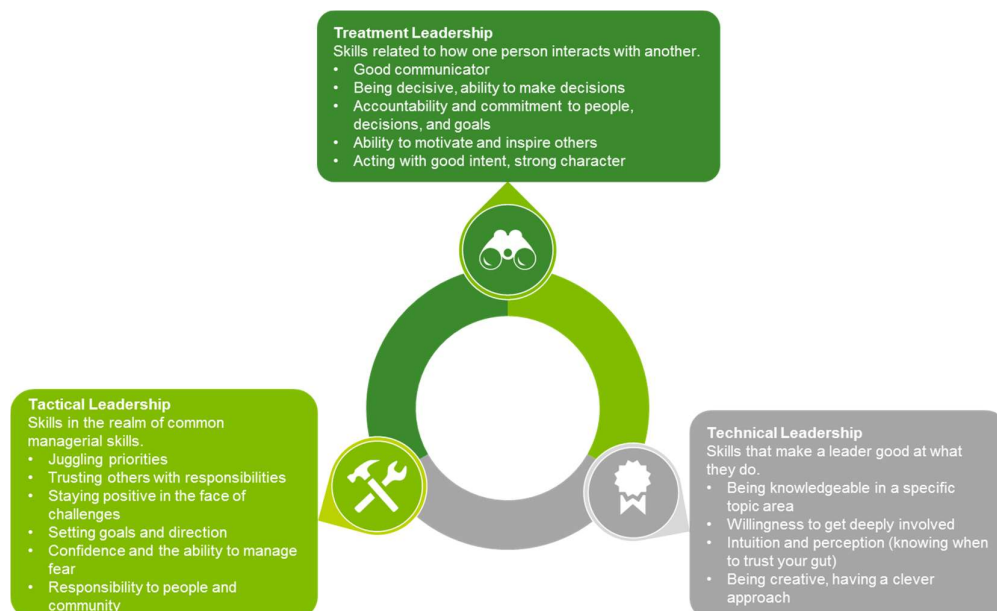 Treatment Leadership
Skills related to how one person interacts with another.
• Good communicator
• Being decisive, ability to make decisions
• Accountability and commitment to people,
decisions, and goals
• Ability to motivate and inspire others
• Acting with good intent, strong character
Tactical Leadership
Skills in the realm of common
managerial skills.
• Juggling priorities
• Trusting others with responsibilities
• Staying positive in the face of
challenges
• Setting goals and direction
• Confidence and the ability to manage
fear
• Responsibility to people and
community
Technical Leadership
Skills that make a leader good at what
they do.
• Being knowledgeable in a specific
topic area
• Willingness to get deeply involved
• Intuition and perception (knowing when
to trust your gut)
• Being creative, having a clever
approach